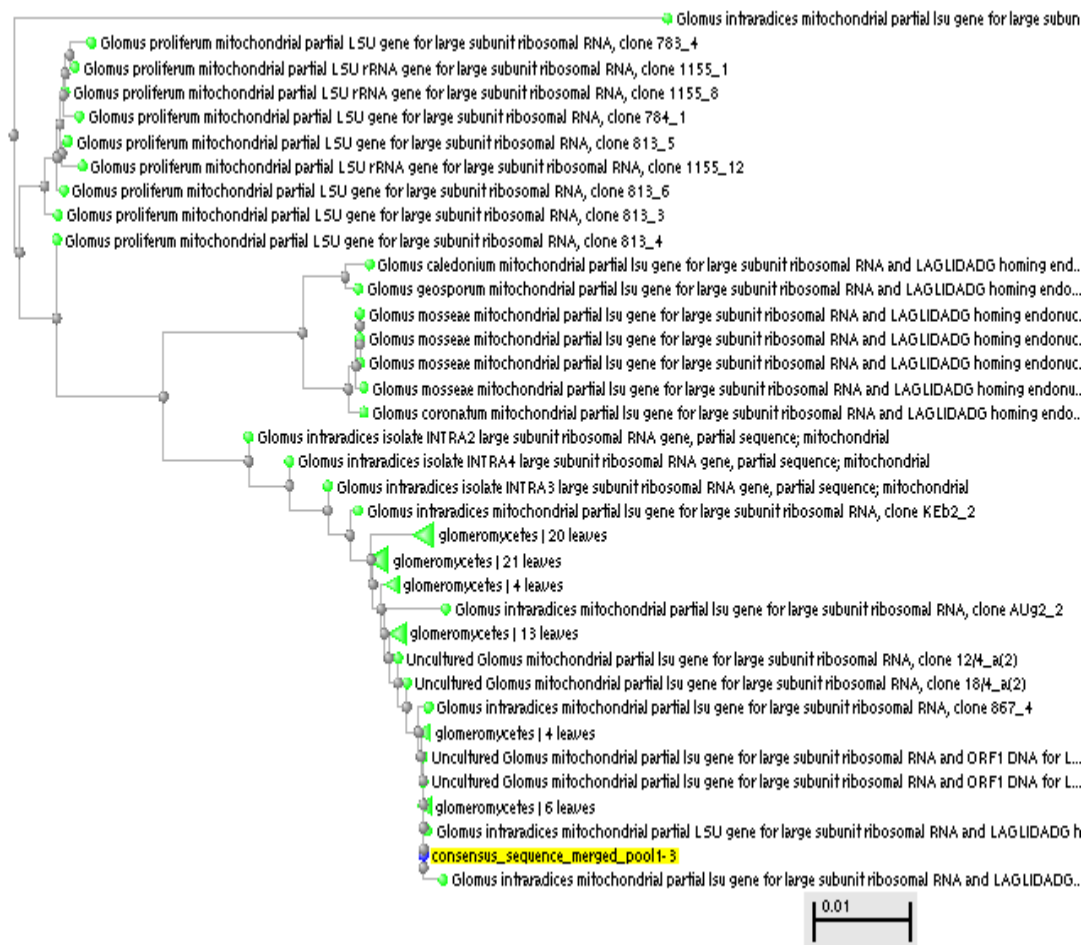 Glomus intraradices mitochondrial partial lsu gene for large subun
Glomus proliferum mitochondrial partial LSU gene for large subunit ribosomal RNA, clone 783_4
Glomus proliferum mitochondrial partial LSU rRNA gene for large subunit ribosomal RNA, clone 1155_1
Glomus proliferum mitochondrial partial LSU rRNA gene for large subunit ribosomal RNA, clone 1155_8
Glomus proliferum mitochondrial partial LSU gene for large subunit ribosomal RNA, clone 784_1
Glomus proliferum mitochondrial partial LSU gene for large subunit ribosomal RNA, clone 813_5
Glomus proliferum mitochondrial partial LSU rRNA gene for large subunit ribosomal RNA, clone 1155_12
Glomus proliferum mitochondrial partial LSU gene for large subunit ribosomal RNA, clone 813_6
Glomus proliferum mitochondrial partial LSU gene for large subunit ribosomal RNA, clone 813_3
Glomus proliferum mitochondrial partial LSU gene for large subunit ribosomal RNA, clone 813_4
Glomus caledonium mitochondrial partial lsu gene for large subunit ribosomal RNA and LAGLIDADG homing end...
Glomus geosporum mitochondrial partial lsu gene for large subunit ribosomal RNA and LAGLIDADG homing endo...
Glomus mosseae mitochondrial partial lsu gene for large subunit ribosomal RNA and LAGLIDADG homing endonuc.
Glomus mosseae mitochondrial partial lsu gene for large subunit ribosomal RNA and LAGLIDADG homing endonuc.
Glomus mosseae mitochondrial partial lsu gene for large subunit ribosomal RNA and LAGLIDADG homing endonuc.
Glomus mosseae mitochondrial partial lsu gene for large subunit ribosomal RNA and LAGLIDADG homing endonu...
Glomus coronatum mitochondrial partial lsu gene for large subunit ribosomal RNA and LAGLIDADG homing endo...
Glomus intraradices isolate INTRA2 large subunit ribosomal RNA gene, partial sequence; mitochondrial
Glomus intraradices isolate INTRA4 large subunit ribosomal RNA gene, partial sequence; mitochondrial
Glomus intraradices isolate INTRA3 large subunit ribosomal RNA gene, partial sequence; mitochondrial
Glomus intraradices mitochondrial partial lsu gene for large subunit ribosomal RNA, clone KEb2_2
glomeromycetes | 20 leaves
glomeromycetes | 21 leaves
glomeromycetes | 4 leaves
Glomus intraradices mitochondrial partial lsu gene for large subunit ribosomal RNA, clone AUg2_2
glomeromycetes | 13 leaves
Uncultured Glomus mitochondrial partial lsu gene for large subunit ribosomal RNA, clone 12/4_a(2)
Uncultured Glomus mitochondrial partial lsu gene for large subunit ribosomal RNA, clone 18/4_a(2)
Glomus intraradices mitochondrial partial lsu gene for large subunit ribosomal RNA, clone 867_4
glomeromycetes | 4 leaves
Uncultured Glomus mitochondrial partial lsu gene for large subunit ribosomal RNA and ORF1 DNA for L...
Uncultured Glomus mitochondrial partial lsu gene for large subunit ribosomal RNA and ORF1 DNA for L...
glomeromycetes | 6 leaves
Glomus intraradices mitochondrial partial LSU gene for large subunit ribosomal RNA and LAGLIDADG h
consensus_sequence_merged_pool1-3
Glomus intraradices mitochondrial partial lsu gene for large subunit ribosomal RNA and LAGLIDADG...
0.01